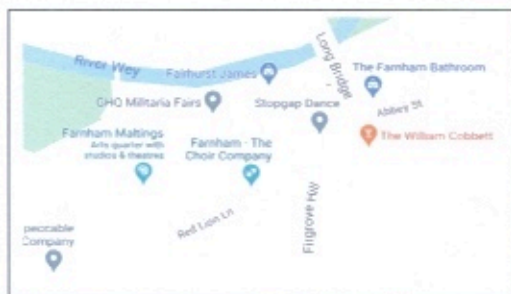 River Wey
Long Bridge
Fairhurst James
The Farnham Bathroom
GHQ Militaria Fairs
Stopgap Dance
Abbey St
The William Cobbett
Farnham Maltings
Arts quarter with
studios & theatres
Farnham - The
Choir Company
Red Lion Ln
Firgrove Hill
peccable
Company